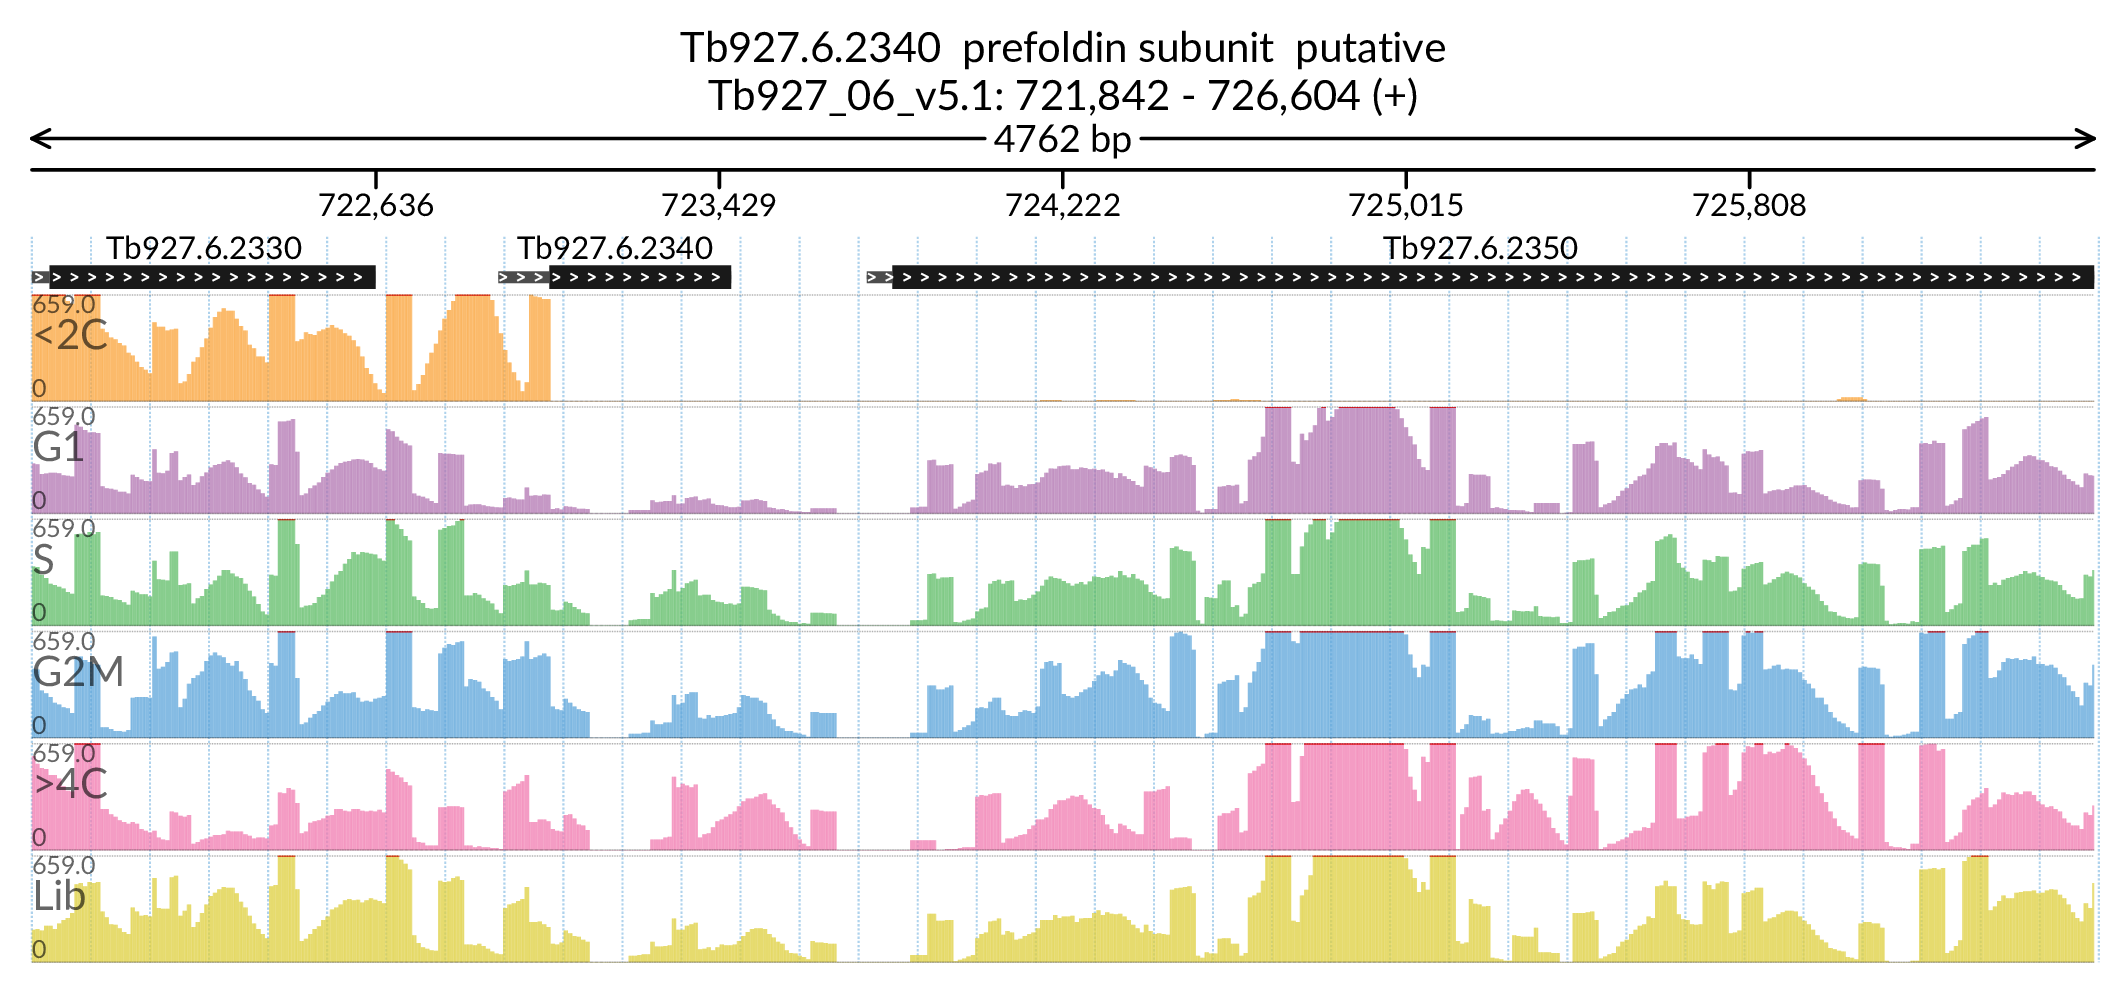 Tb927.6.2340  prefoldin subunit  putative
Tb927_06_v5.1: 721,842 - 726,604 (+)
4762 bp
722,636 723,429 724,222 725,015 725,808
Tb927.6.2330 Tb927.6.2340 Tb927.6.2350
659.0
<2C
0
659.0
G1
0
659.0
S
0
659.0
G2M
0
659.0
>4C
0
659.0
Lib
0